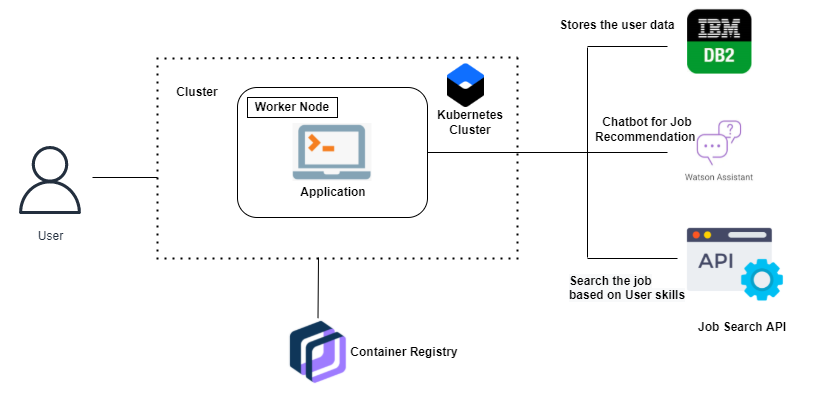 Stores the user data
IBM
DB2
Cluster
Worker Node
Kubernetes
Cluster
Chatbot for Job
Recommendation
Application
Watson Assistant
User
API
Search the job
based on User skills
Job Search API
Container Registry